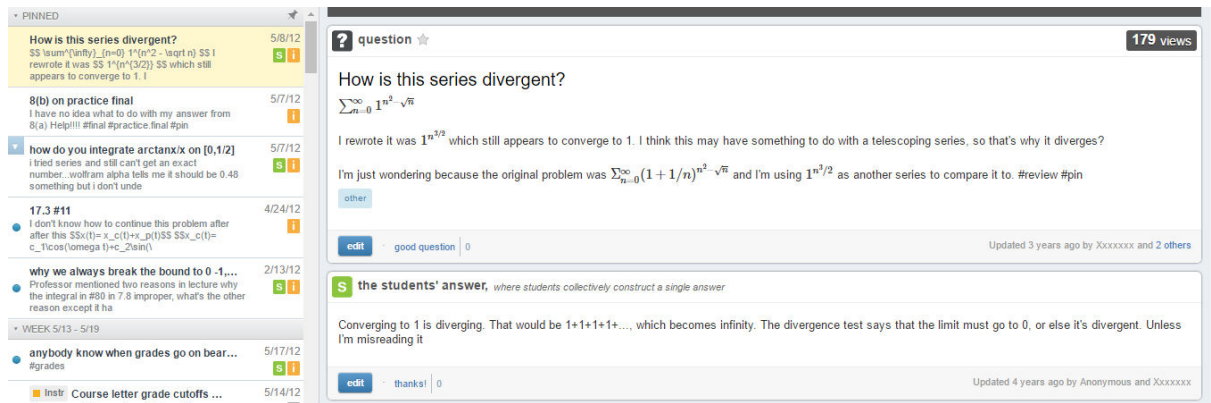 PINNED
How is this series divergent? 5/8/12
$$ \sum^{\infty}_{n=0} 1^{n^2 - \sqrt n} $$ I
rewrote it was $$ 1^{n^{3/2}} $$ which still
appears to converge to 1. I
S i
8(b) on practice final 5/7/12
I have no idea what to do with my answer from
8(a) Help!!!! #final #practice.final #pin
i
how do you integrate arctanx/x on [0,1/2] 5/7/12
i tried series and still can't get an exact
number...wolfram alpha tells me it should be 0.48
something but i don't unde
S i
17.3 #11 4/24/12
I don't know how to continue this problem after
after this $$x(t)= x_c(t)+x_p(t)$$ $$x_c(t)=
c_1\cos(\omega t)+c_2\sin(\
i
why we always break the bound to 0 -1,... 2/13/12
Professor mentioned two reasons in lecture why
the integral in #80 in 7.8 improper, what's the other
reason except it ha
S i
WEEK 5/13 - 5/19
anybody know when grades go on bear... 5/17/12
#grades
S i
Instr Course letter grade cutoffs ... 5/14/12
? question 179 views
How is this series divergent?
∑_{n=0}^{∞} 1^{n^2−√n}
I rewrote it was 1^{n^{3/2}} which still appears to converge to 1. I think this may have something to do with a telescoping series, so that's why it diverges?
I'm just wondering because the original problem was Σ_{n=0}^{∞}(1 + 1/n)^{n^2−√n} and I'm using 1^{n^3/2} as another series to compare it to. #review #pin
other
edit · good question 0 Updated 3 years ago by Xxxxxxx and 2 others
S the students' answer, where students collectively construct a single answer
Converging to 1 is diverging. That would be 1+1+1+1+..., which becomes infinity. The divergence test says that the limit must go to 0, or else it's divergent. Unless
I'm misreading it
edit · thanks! 0 Updated 4 years ago by Anonymous and Xxxxxxx